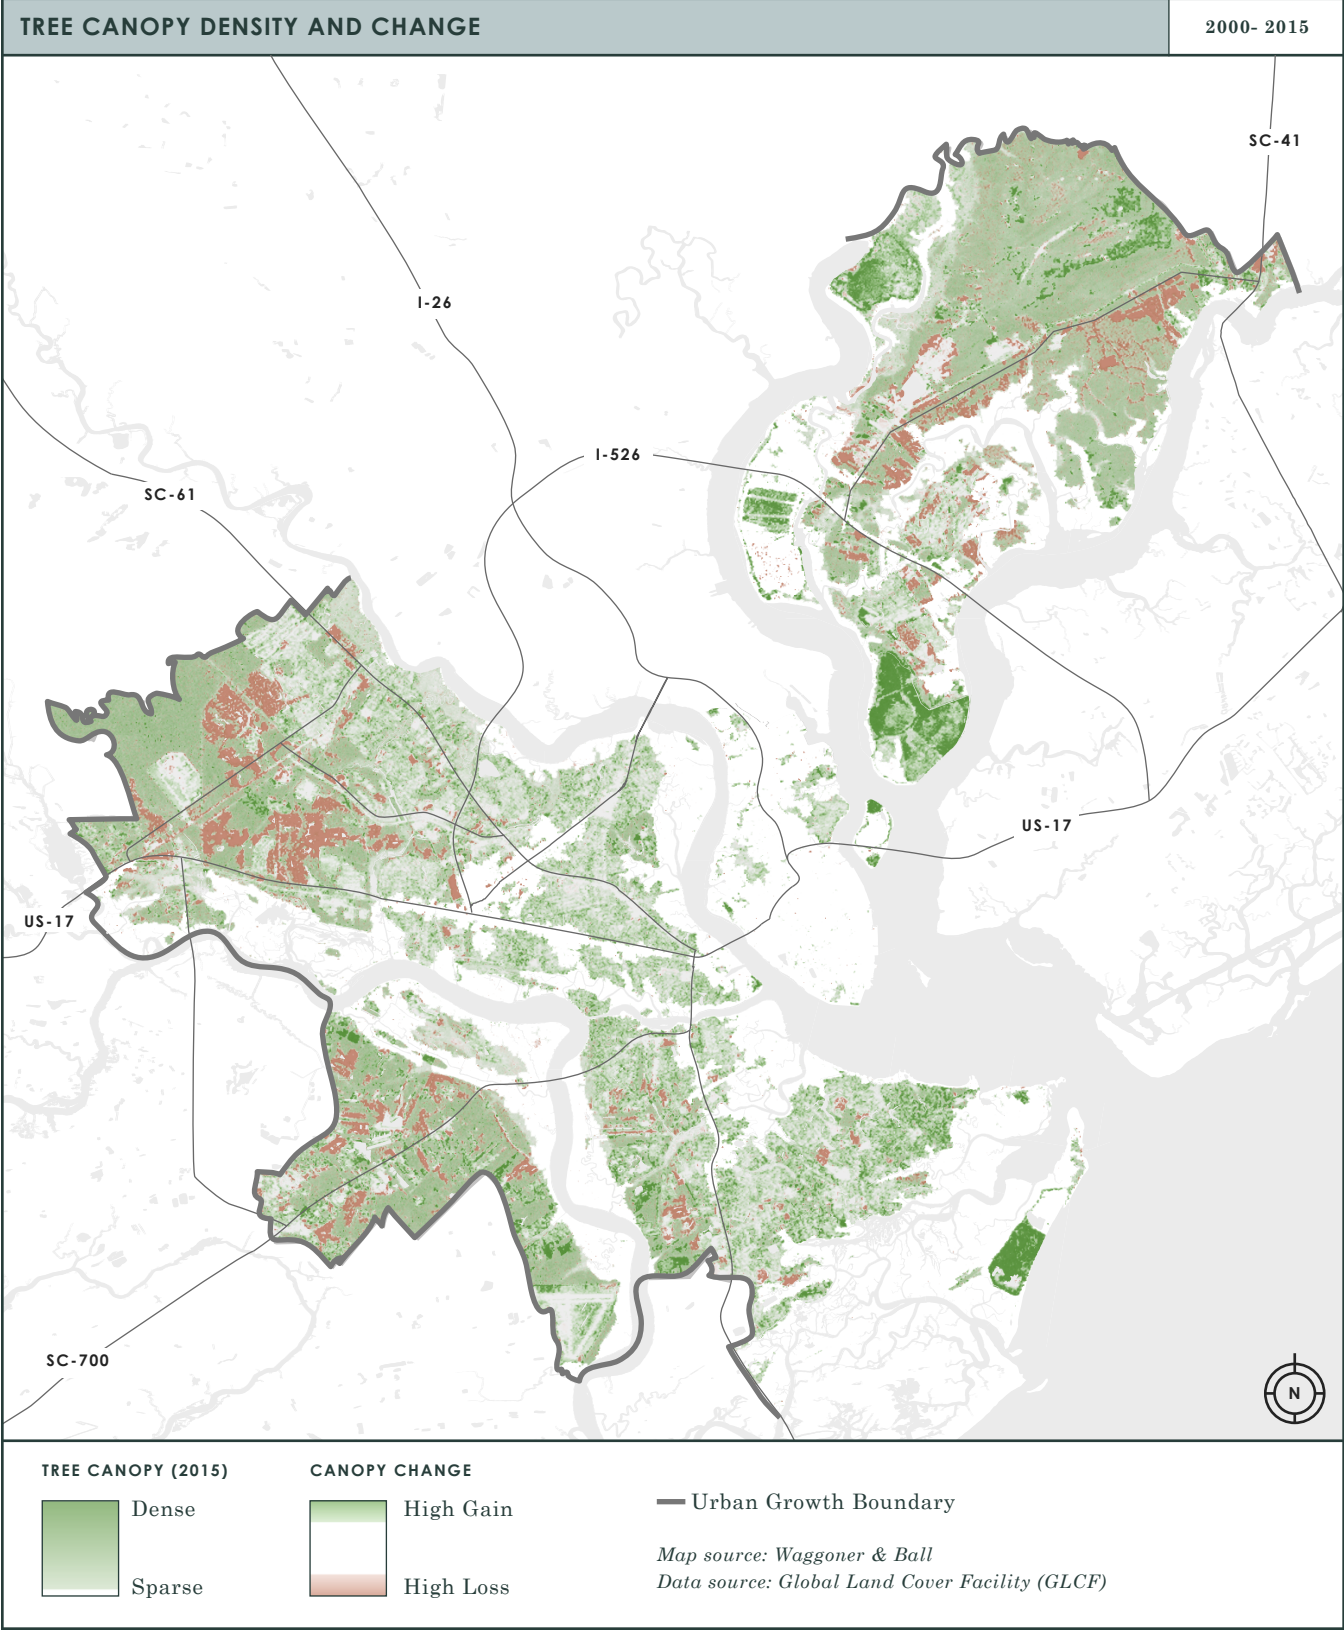 TREE CANOPY DENSITY AND CHANGE
2000- 2015
SC-41
I-26
I-526
SC-61
US-17
US-17
SC-700
N
TREE CANOPY (2015)
Dense
Sparse
CANOPY CHANGE
High Gain
High Loss
Urban Growth Boundary
Map source: Waggoner & Ball
Data source: Global Land Cover Facility (GLCF)